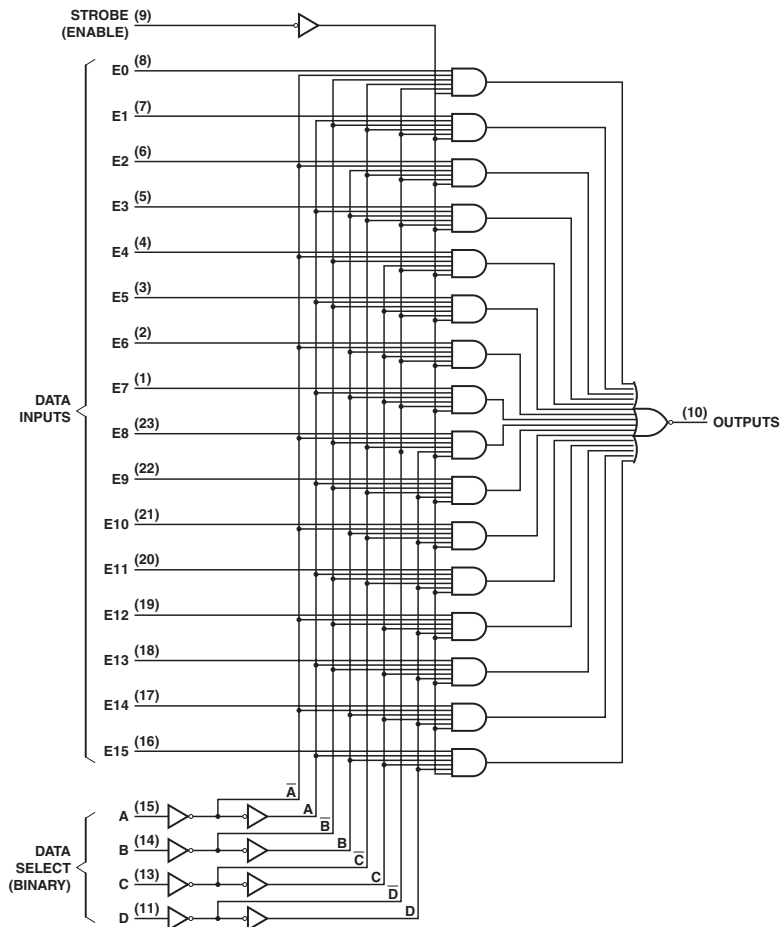 STROBE (9)
(ENABLE)
E0 (8)
E1 (7)
E2 (6)
E3 (5)
E4 (4)
E5 (3)
E6 (2)
E7 (1)
DATA
INPUTS
(10) OUTPUTS
E8 (23)
E9 (22)
E10 (21)
E11 (20)
E12 (19)
E13 (18)
E14 (17)
E15 (16)
A̅
A (15) A
B̅
B (14) B
DATA
SELECT
(BINARY)
C̅
C (13) C
D̅
D (11) D